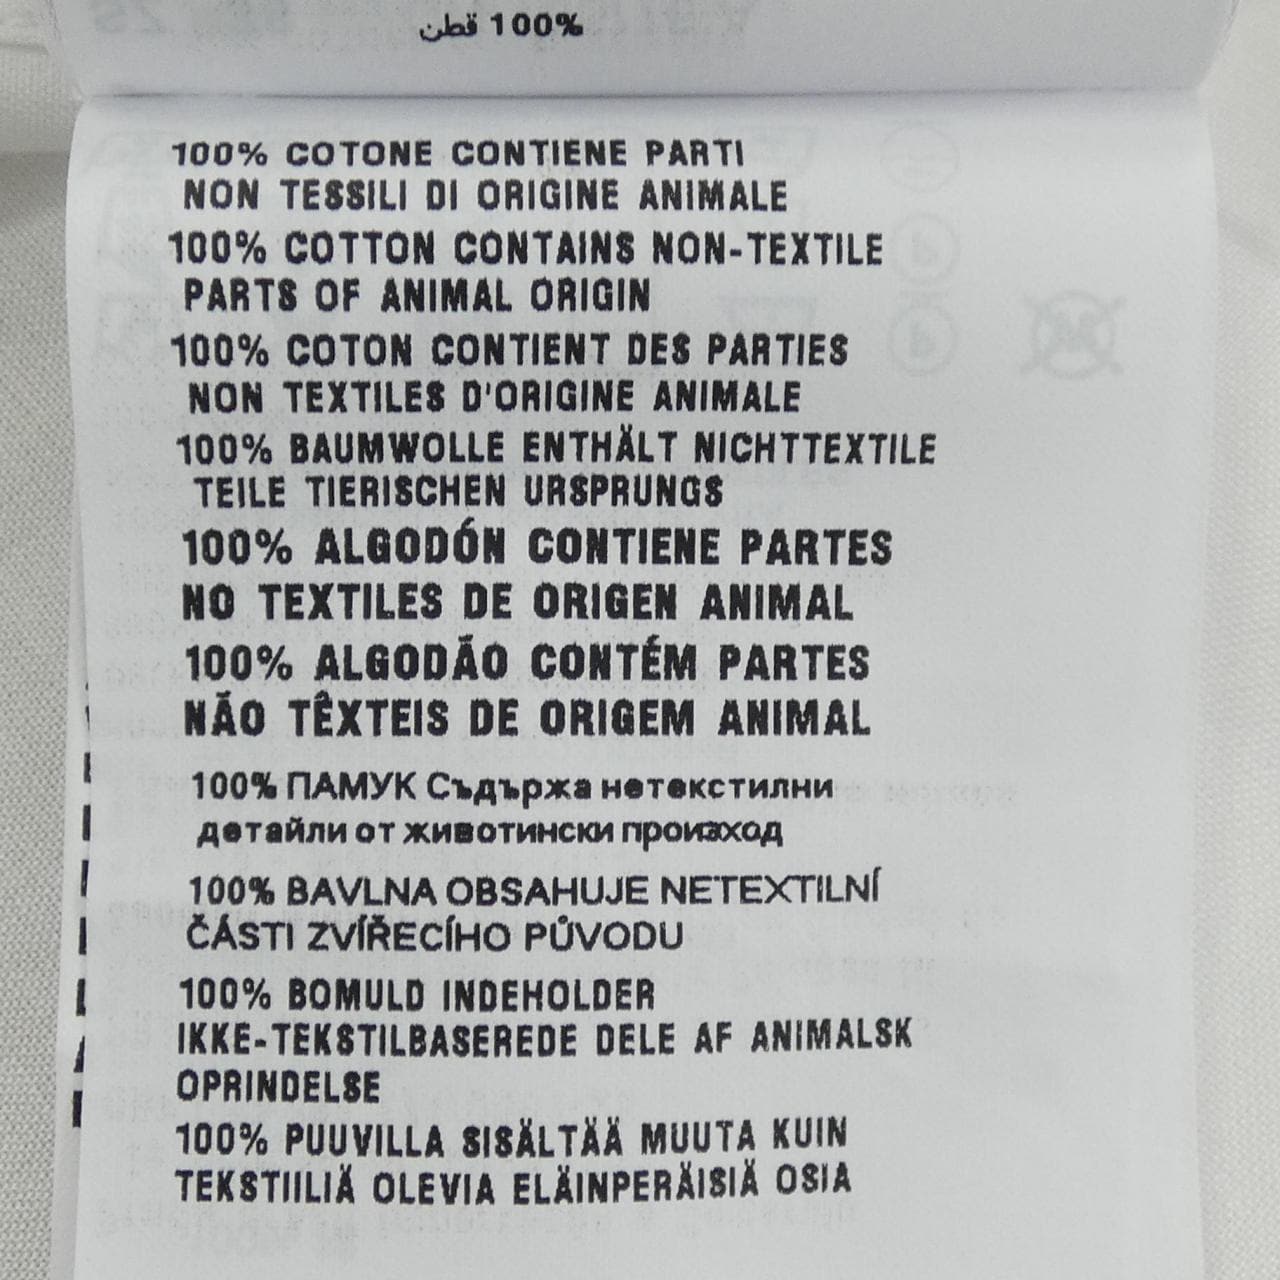 100% قطن
100% COTONE CONTIENE PARTI
NON TESSILI DI ORIGINE ANIMALE
100% COTTON CONTAINS NON-TEXTILE
PARTS OF ANIMAL ORIGIN
100% COTON CONTIENT DES PARTIES
NON TEXTILES D'ORIGINE ANIMALE
100% BAUMWOLLE ENTHÄLT NICHTTEXTILE
TEILE TIERISCHEN URSPRUNGS
100% ALGODÓN CONTIENE PARTES
NO TEXTILES DE ORIGEN ANIMAL
100% ALGODÃO CONTÉM PARTES
NÃO TÊXTEIS DE ORIGEM ANIMAL
100% ПАМУК Съдържа нетекстилни
детайли от животински произход
100% BAVLNA OBSAHUJE NETEXTILNÍ
ČÁSTI ZVÍŘECÍHO PŮVODU
100% BOMULD INDEHOLDER
IKKE-TEKSTILBASEREDE DELE AF ANIMALSK
OPRINDELSE
100% PUUVILLA SISÄLTÄÄ MUUTA KUIN
TEKSTIILIÄ OLEVIA ELÄINPERÄISIÄ OSIA